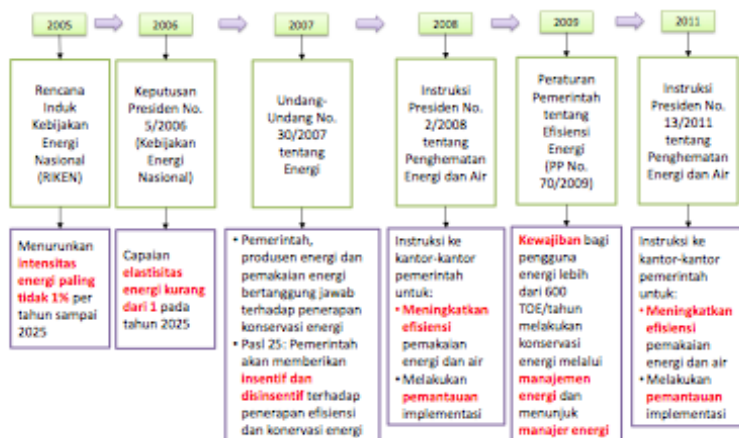 2005
2006
2007
2008
2009
2011
Rencana
Induk
Kebijakan
Energi
Nasional
(RIKEN)
Keputusan
Presiden No.
5/2006
(Kebijakan
Energi
Nasional)
Undang-
Undang No.
30/2007
tentang
Energi
Instruksi
Presiden No.
2/2008
tentang
Penghematan
Energi dan Air
Peraturan
Pemerintah
tentang
Efisiensi
Energi
(PP No.
70/2009)
Instruksi
Presiden No.
13/2011
tentang
Penghematan
Energi dan Air
Menurunkan
intensitas
energi paling
tidak 1% per
tahun sampai
2025
Capaian
elastisitas
energi kurang
dari 1 pada
tahun 2025
• Pemerintah,
produsen energi dan
pemakaian energi
bertanggung jawab
terhadap penerapan
konservasi energi
• Pasl 25: Pemerintah
akan memberikan
insentif dan
disinsentif terhadap
penerapan efisiensi
dan konervasi energi
Instruksi ke
kantor-kantor
pemerintah
untuk:
• Meningkatkan
efisiensi
pemakaian
energi dan air
• Melakukan
pemantauan
implementasi
Kewajiban bagi
pengguna
energi lebih
dari 600
TOE/tahun
melakukan
konservasi
energi melalui
manajemen
energi dan
menunjuk
manajer energi
Instruksi ke
kantor-kantor
pemerintah
untuk:
• Meningkatkan
efisiensi
pemakaian
energi dan air
• Melakukan
pemantauan
implementasi